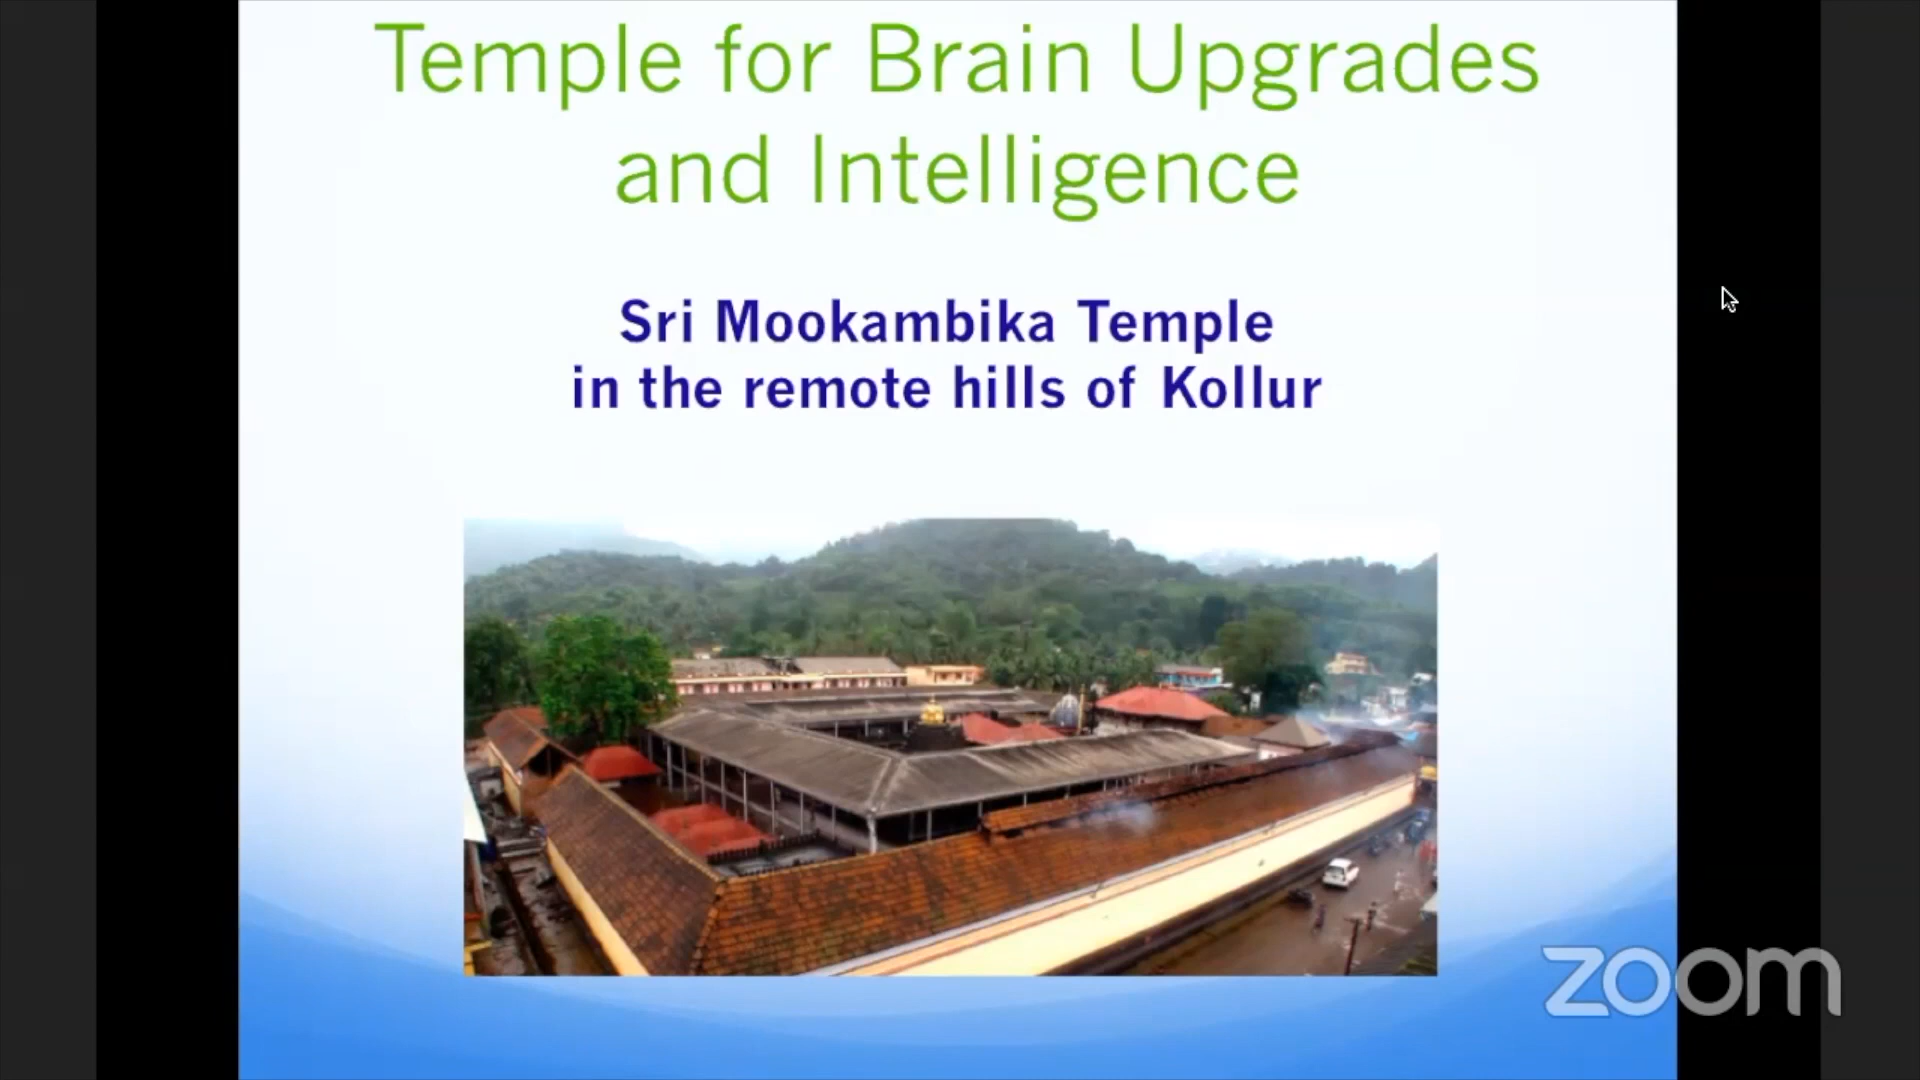 Temple for Brain Upgrades
and Intelligence
Sri Mookambika Temple
in the remote hills of Kollur
zoom